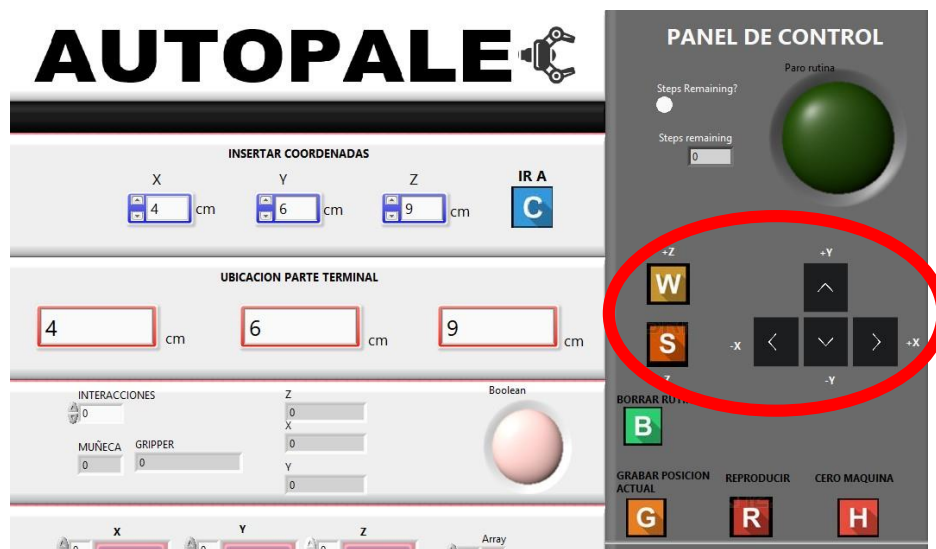 AUTOPALE
PANEL DE CONTROL
Paro rutina
Steps Remaining?
Steps remaining
0
INSERTAR COORDENADAS
X Y Z IR A
4 cm 6 cm 9 cm C
UBICACION PARTE TERMINAL
4 cm 6 cm 9 cm
+Z +Y
W
S -X +X
-Y
INTERACCIONES
0
Z
0
X
0
Y
0
MUÑECA GRIPPER
0 0
Boolean
BORRAR
B
GRABAR POSICION ACTUAL
G
REPRODUCIR
R
CERO MAQUINA
H
X Y Z Array